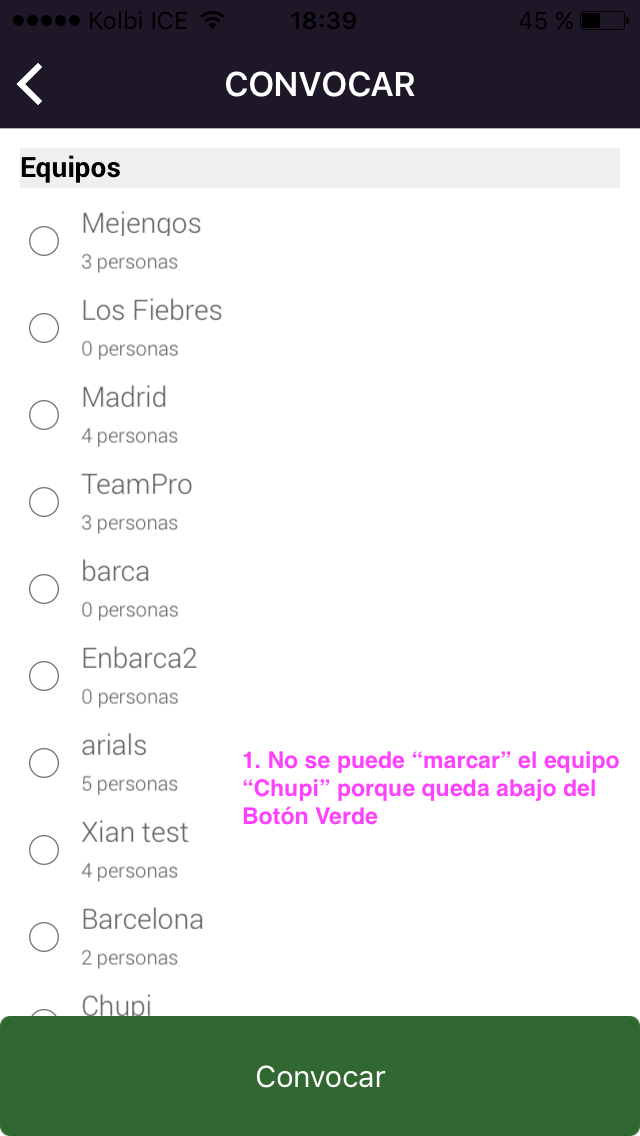 Kolbi ICE 18:39 45 %
CONVOCAR
Equipos
Mejengos
3 personas
Los Fiebres
0 personas
Madrid
4 personas
TeamPro
3 personas
barca
0 personas
Enbarca2
0 personas
arials
5 personas
1. No se puede “marcar” el equipo
“Chupi” porque queda abajo del
Botón Verde
Xian test
4 personas
Barcelona
2 personas
Chupi
Convocar